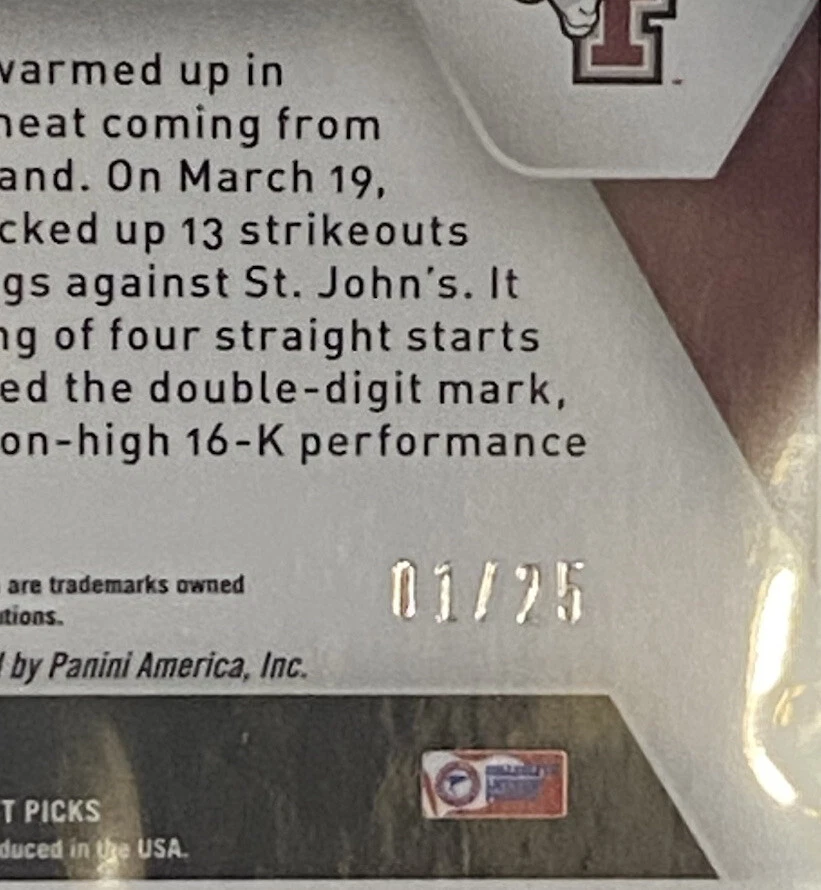 warmed up in
heat coming from
and. On March 19,
cked up 13 strikeouts
gs against St. John's. It
ng of four straight starts
ed the double-digit mark,
on-high 16-K performance
are trademarks owned
tions.
by Panini America, Inc.
01/25
T PICKS
duced in the USA.